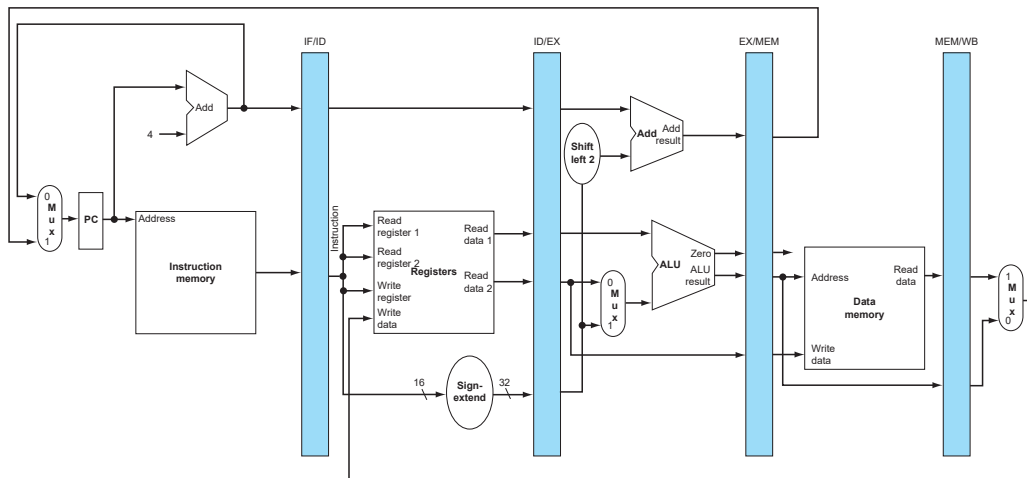 IF/ID
ID/EX
EX/MEM
MEM/WB
Add
4
Shift
left 2
Add
Add
result
0
M
u
x
1
PC
Address
Instruction
memory
Instruction
Read
register 1
Read
register 2
Registers
Write
register
Write
data
Read
data 1
Read
data 2
16
Sign-
extend
32
0
M
u
x
1
ALU
Zero
ALU
result
Address
Data
memory
Write
data
Read
data
1
M
u
x
0